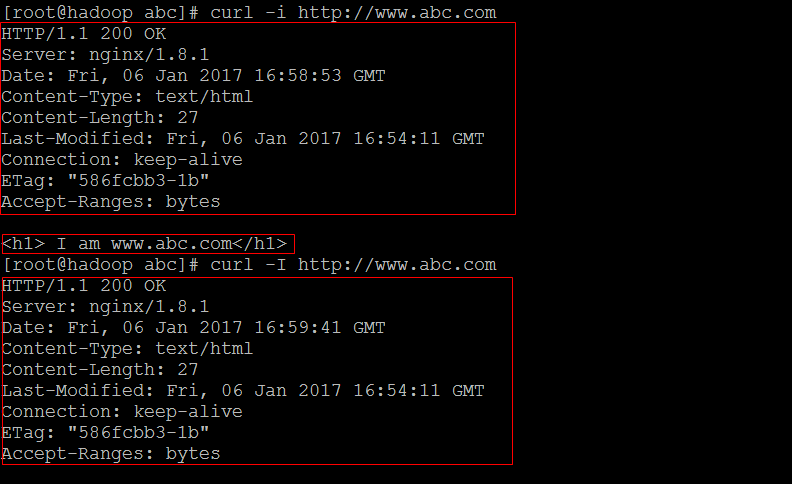 [root@hadoop abc]# curl -i http://www.abc.com
HTTP/1.1 200 OK
Server: nginx/1.8.1
Date: Fri, 06 Jan 2017 16:58:53 GMT
Content-Type: text/html
Content-Length: 27
Last-Modified: Fri, 06 Jan 2017 16:54:11 GMT
Connection: keep-alive
ETag: "586fcbb3-1b"
Accept-Ranges: bytes
<h1> I am www.abc.com</h1>
[root@hadoop abc]# curl -I http://www.abc.com
HTTP/1.1 200 OK
Server: nginx/1.8.1
Date: Fri, 06 Jan 2017 16:59:41 GMT
Content-Type: text/html
Content-Length: 27
Last-Modified: Fri, 06 Jan 2017 16:54:11 GMT
Connection: keep-alive
ETag: "586fcbb3-1b"
Accept-Ranges: bytes